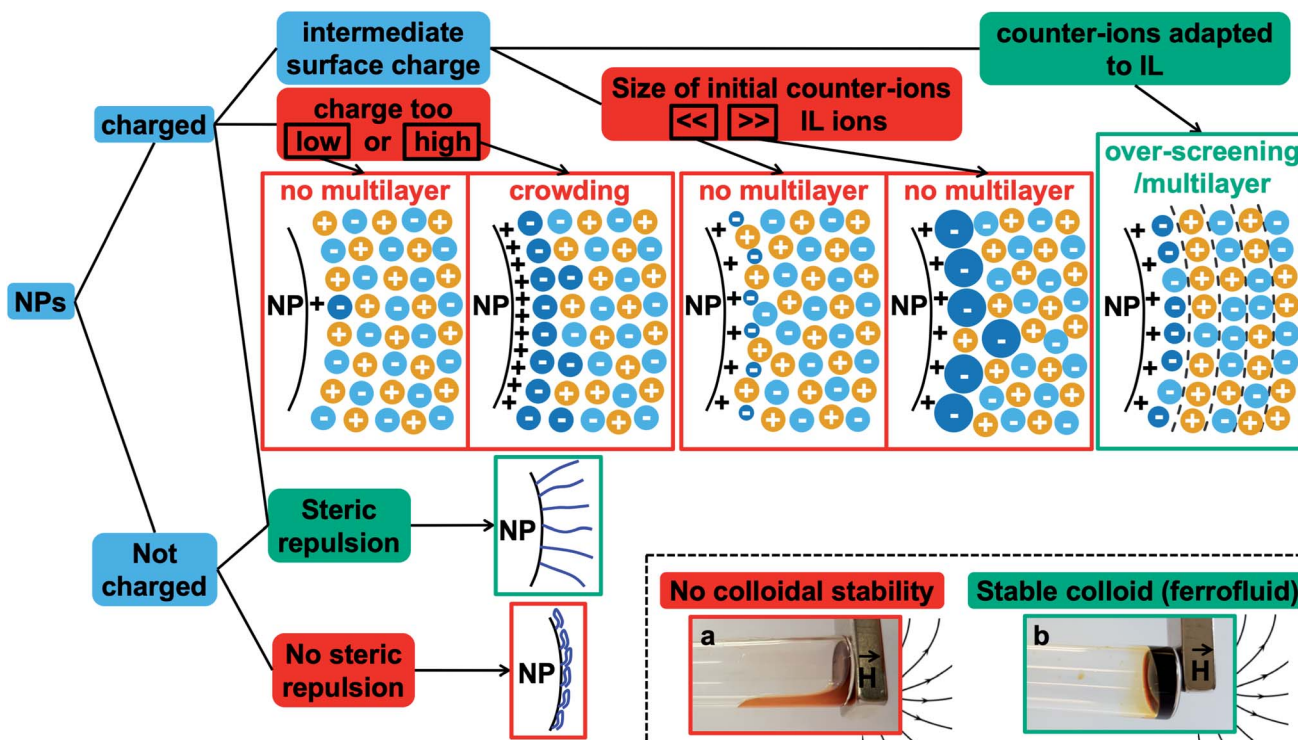 intermediate
surface charge
counter-ions adapted
to IL
charged
charge too
low or high
Size of initial counter-ions
<< >> IL ions
no multilayer
crowding
no multilayer
no multilayer
over-screening
/multilayer
NP
NP
NP
NP
NP
NPs
Not
charged
Steric
repulsion
NP
No steric
repulsion
NP
No colloidal stability
Stable colloid (ferrofluid)
a
H
b
H